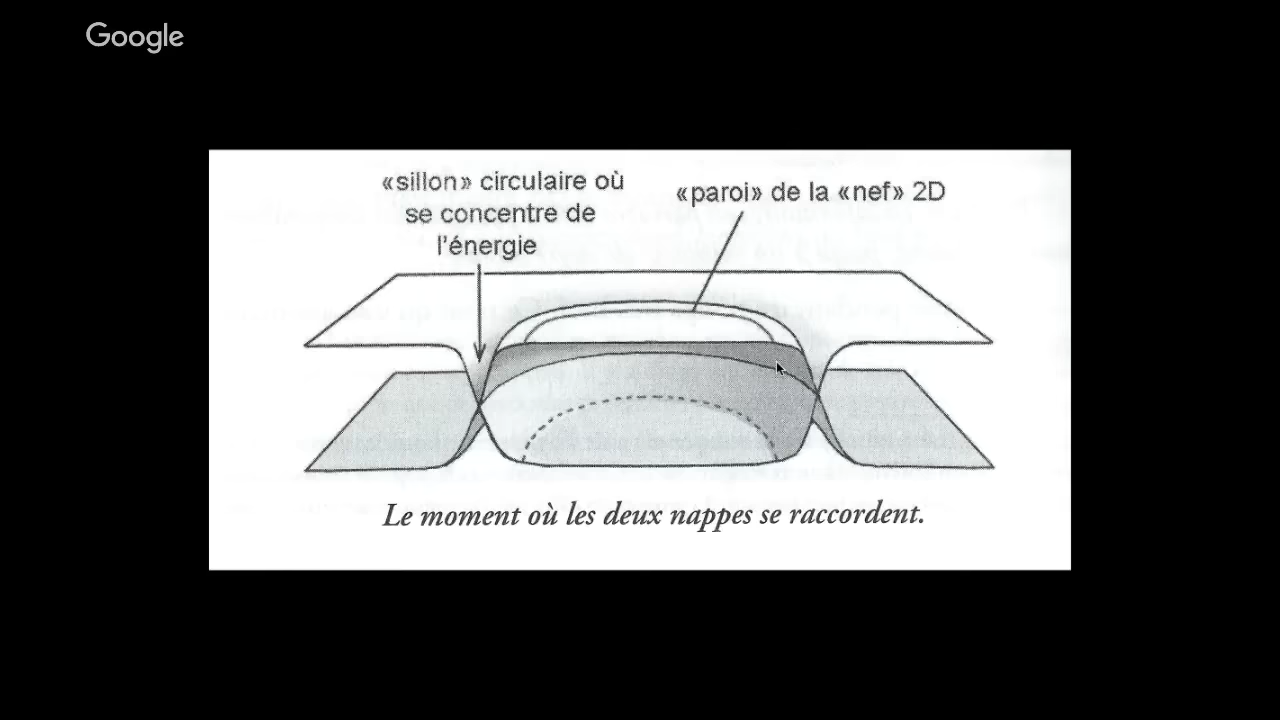 Google
«sillon» circulaire où
se concentre de
l'énergie
«paroi» de la «nef» 2D
Le moment où les deux nappes se raccordent.